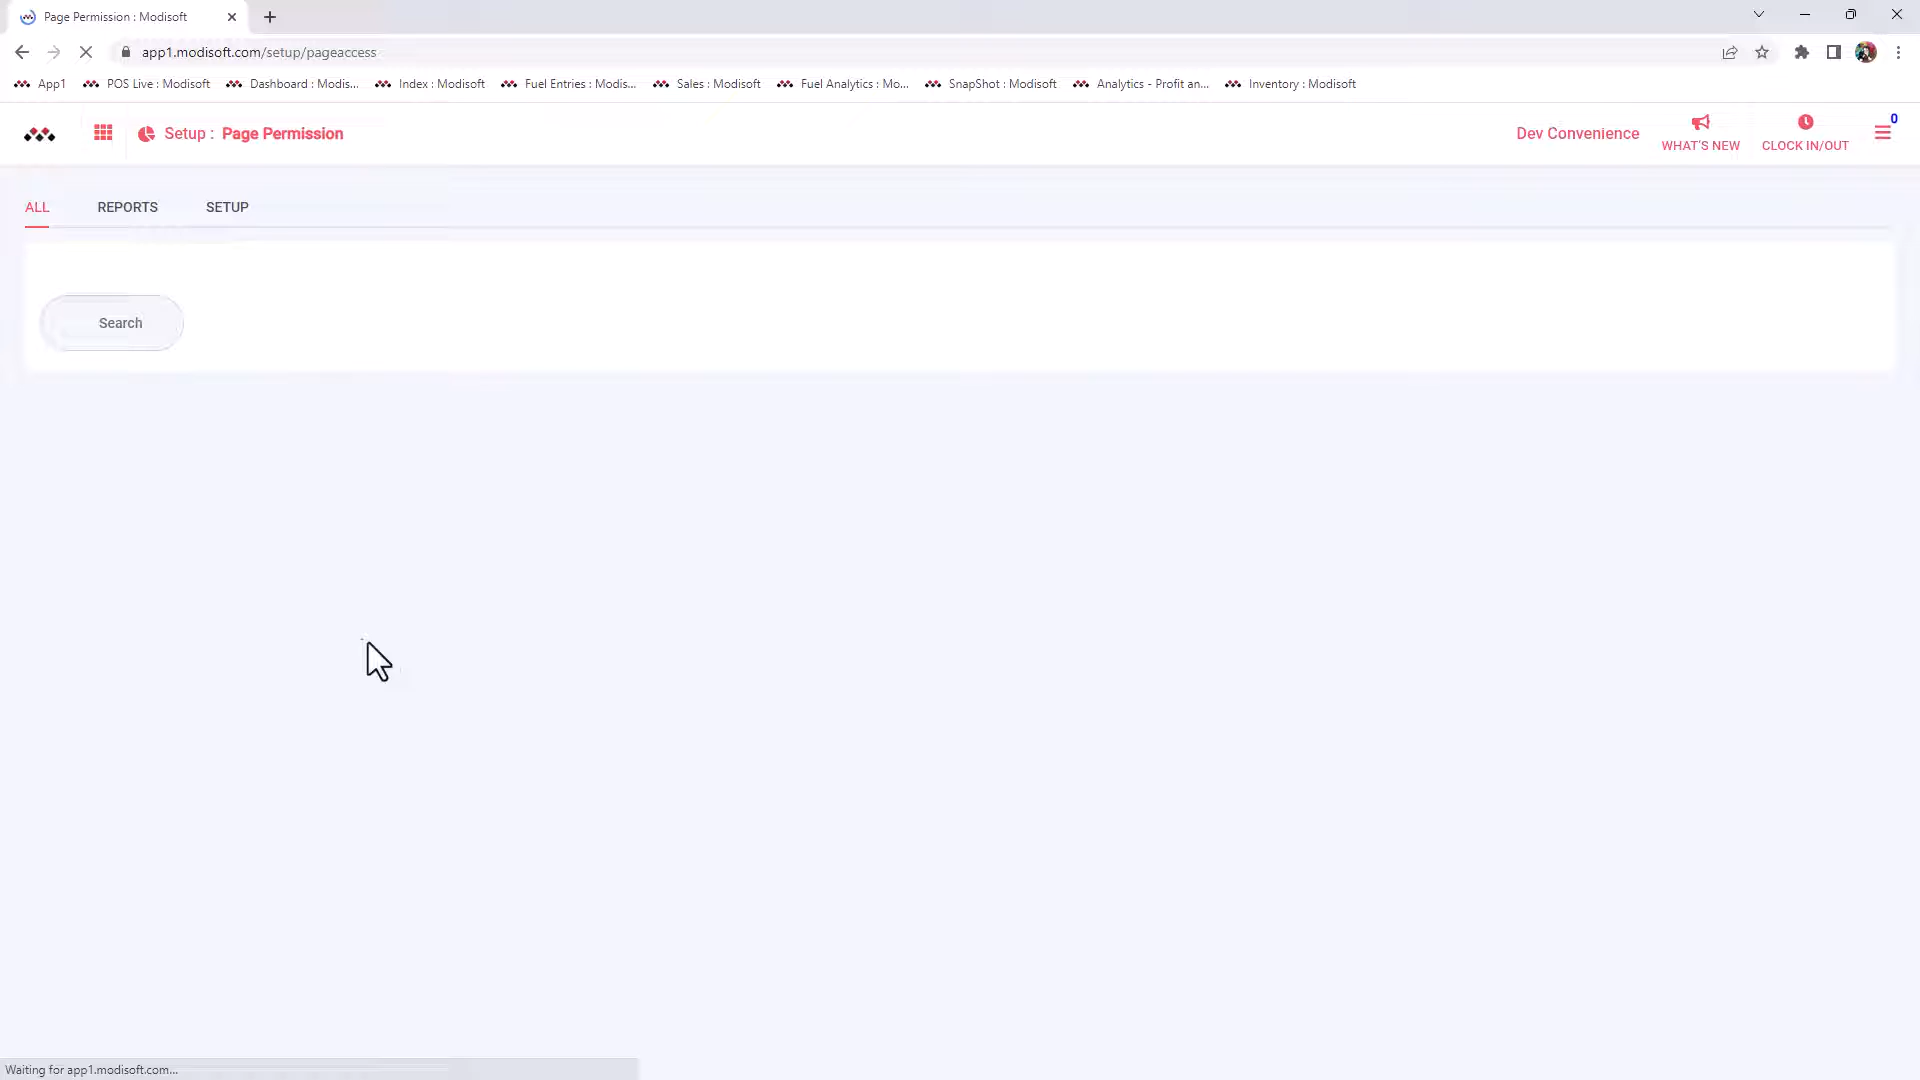 Page Permission : Modisoft
app1.modisoft.com/setup/pageaccess
App1 POS Live : Modisoft Dashboard : Modis... Index : Modisoft Fuel Entries : Modis... Sales : Modisoft Fuel Analytics : Mo... SnapShot : Modisoft Analytics - Profit an... Inventory : Modisoft
Setup : Page Permission Dev Convenience WHAT'S NEW CLOCK IN/OUT 0
ALL REPORTS SETUP
Search
Waiting for app1.modisoft.com...